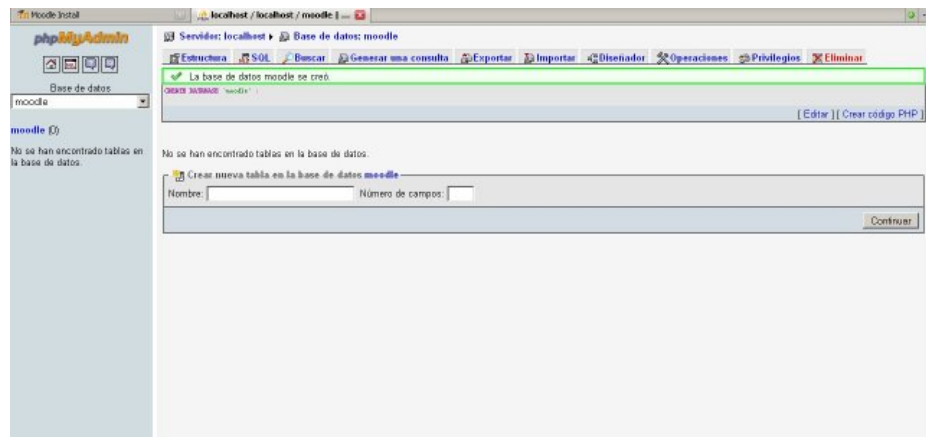 Moodle Install
localhost / localhost / moodle | ...
phpMyAdmin
Base de datos
moodle
moodle (0)
No se han encontrado tablas en
la base de datos.
Servidor: localhost ▸ Base de datos: moodle
Estructura SQL Buscar Generar una consulta Exportar Importar Diseñador Operaciones Privilegios Eliminar
La base de datos moodle se creó.
CREATE DATABASE `moodle` ;
[ Editar ] [ Crear código PHP ]
No se han encontrado tablas en la base de datos.
Crear nueva tabla en la base de datos moodle
Nombre: Número de campos:
Continuar